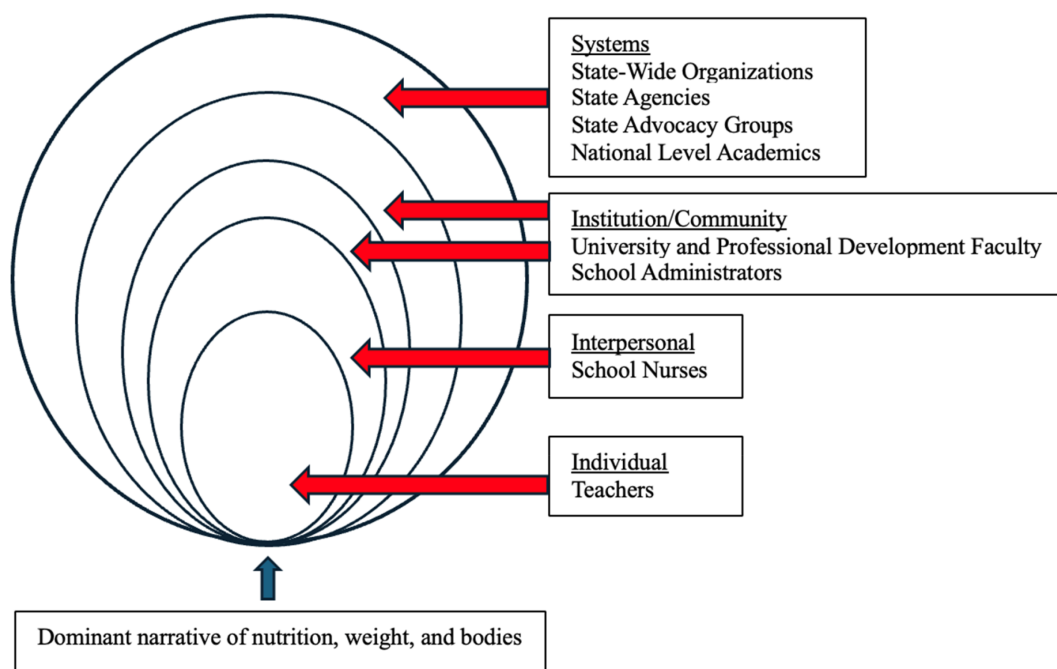 Systems
State-Wide Organizations
State Agencies
State Advocacy Groups
National Level Academics
Institution/Community
University and Professional Development Faculty
School Administrators
Interpersonal
School Nurses
Individual
Teachers
Dominant narrative of nutrition, weight, and bodies